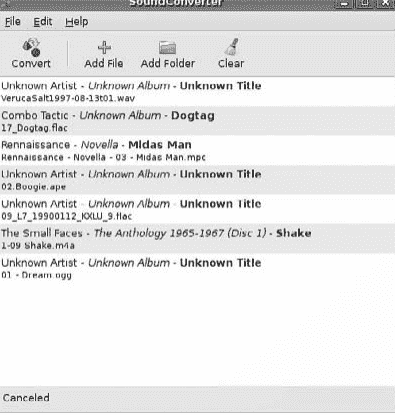 SoundConverter
File Edit Help
Convert Add File Add Folder Clear
Unknown Artist - Unknown Album - Unknown Title
VerucaSalt1997-08-13t01.wav
Combo Tactic - Unknown Album - Dogtag
17_Dogtag.flac
Rennaissance - Novella - Midas Man
Rennaissance - Novella - 03 - Midas Man.mpc
Unknown Artist - Unknown Album - Unknown Title
02.Boogie.ape
Unknown Artist - Unknown Album - Unknown Title
09_L7_19900112_KXLU_9.flac
The Small Faces - The Anthology 1965-1967 (Disc 1) - Shake
1-09 Shake.m4a
Unknown Artist - Unknown Album - Unknown Title
01 - Dream.ogg
Canceled